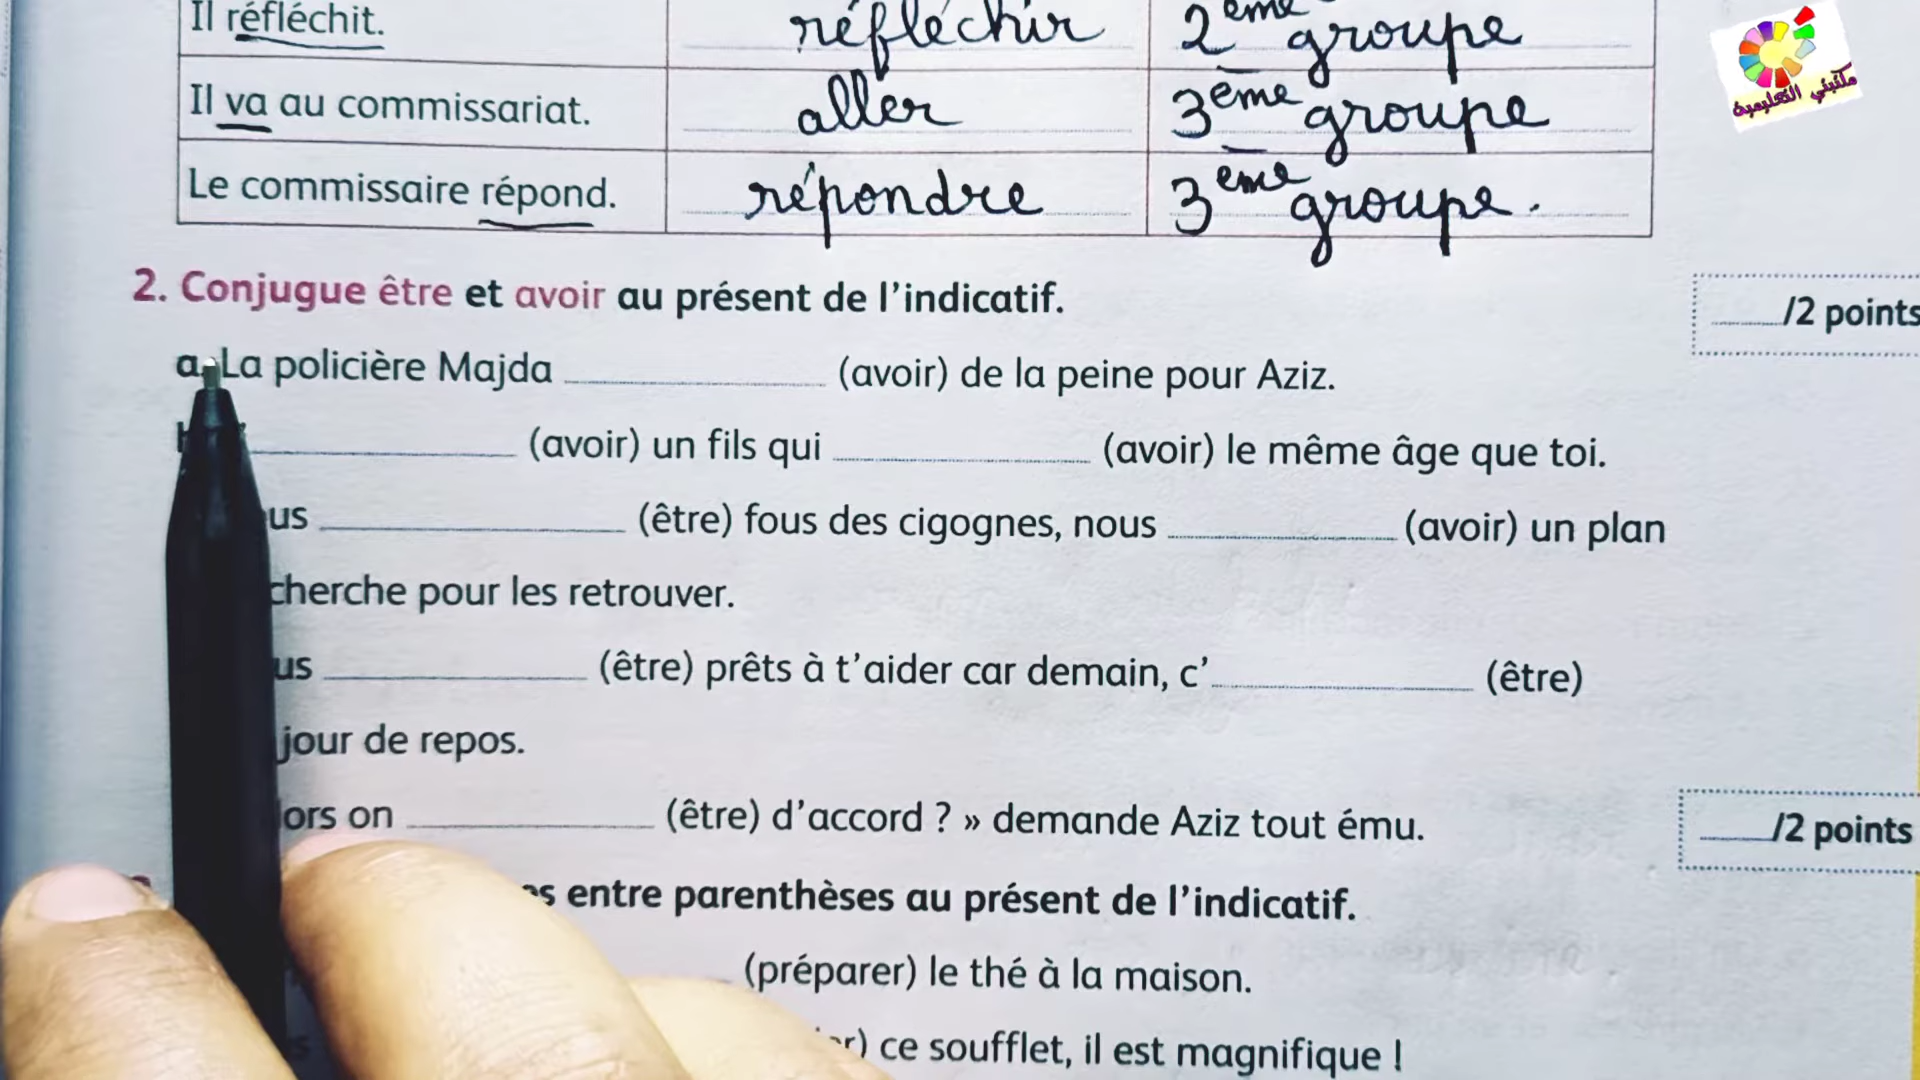 Il réfléchit. réfléchir 2ème groupe
Il va au commissariat. aller 3ème groupe
Le commissaire répond. répondre 3ème groupe.
2. Conjugue être et avoir au présent de l'indicatif.
/2 points
a. La policière Majda (avoir) de la peine pour Aziz.
(avoir) un fils qui (avoir) le même âge que toi.
us (être) fous des cigognes, nous (avoir) un plan
cherche pour les retrouver.
us (être) prêts à t'aider car demain, c' (être)
jour de repos.
ors on (être) d'accord ? » demande Aziz tout ému.
/2 points
es entre parenthèses au présent de l'indicatif.
(préparer) le thé à la maison.
er) ce soufflet, il est magnifique !
مكتبتي التعليمية